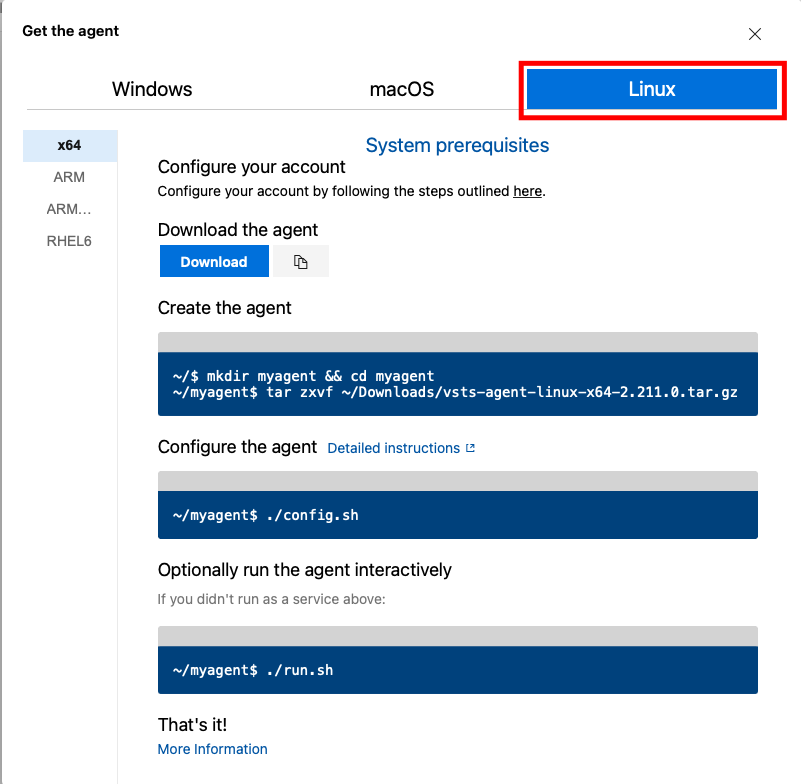 Get the agent
Windows
macOS
Linux
x64
ARM
ARM...
RHEL6
System prerequisites
Configure your account
Configure your account by following the steps outlined here.
Download the agent
Download
Create the agent
~/$ mkdir myagent && cd myagent
~/myagent$ tar zxvf ~/Downloads/vsts-agent-linux-x64-2.211.0.tar.gz
Configure the agent Detailed instructions
~/myagent$ ./config.sh
Optionally run the agent interactively
If you didn't run as a service above:
~/myagent$ ./run.sh
That's it!
More Information